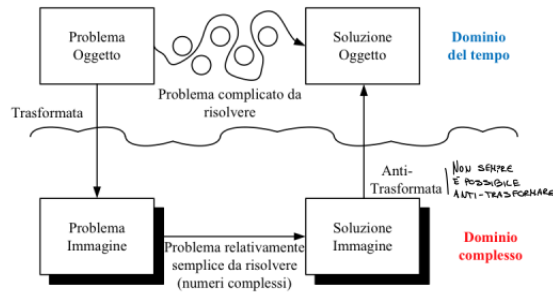 Problema
Oggetto
Soluzione
Oggetto
Dominio
del tempo
Problema complicato da
risolvere
Trasformata
Anti-
Trasformata
NON SEMPRE
È POSSIBILE
ANTI-TRASFORMARE
Problema
Immagine
Problema relativamente
semplice da risolvere
(numeri complessi)
Soluzione
Immagine
Dominio
complesso